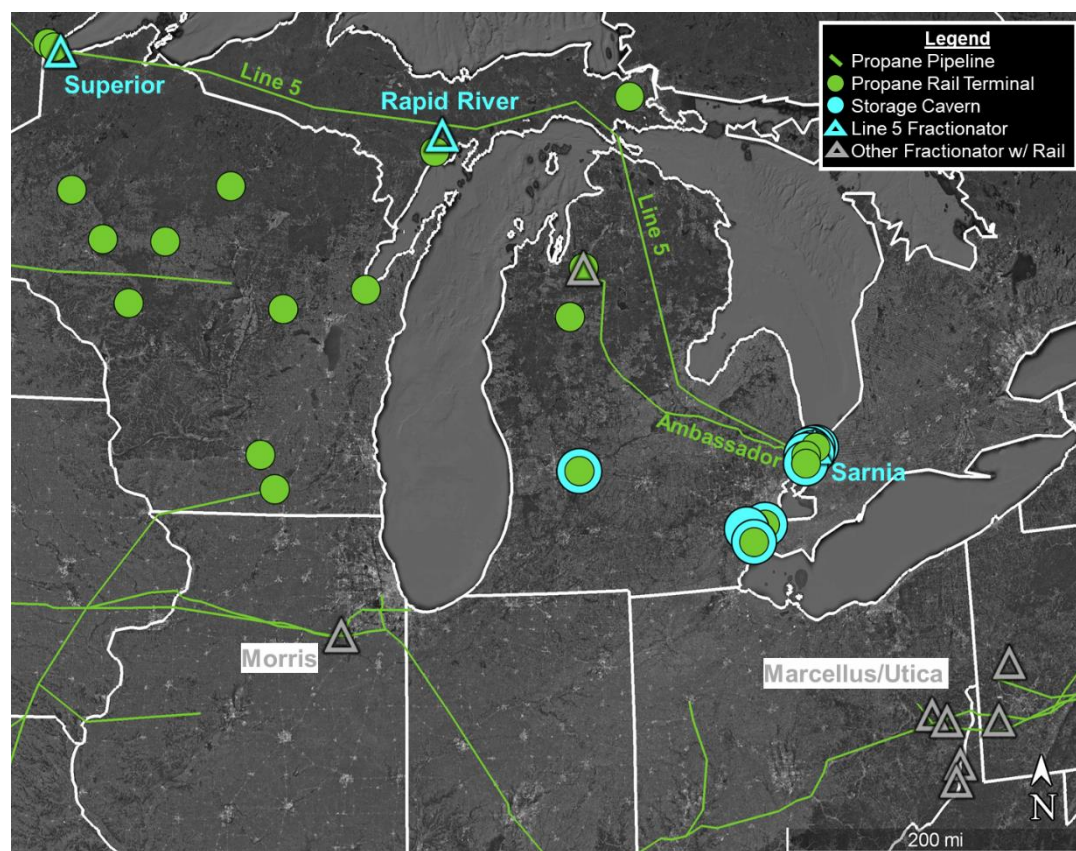 Legend
Propane Pipeline
Propane Rail Terminal
Storage Cavern
Line 5 Fractionator
Other Fractionator w/ Rail
Superior
Line 5
Rapid River
Line 5
Ambassador
Sarnia
Morris
Marcellus/Utica
N
200 mi